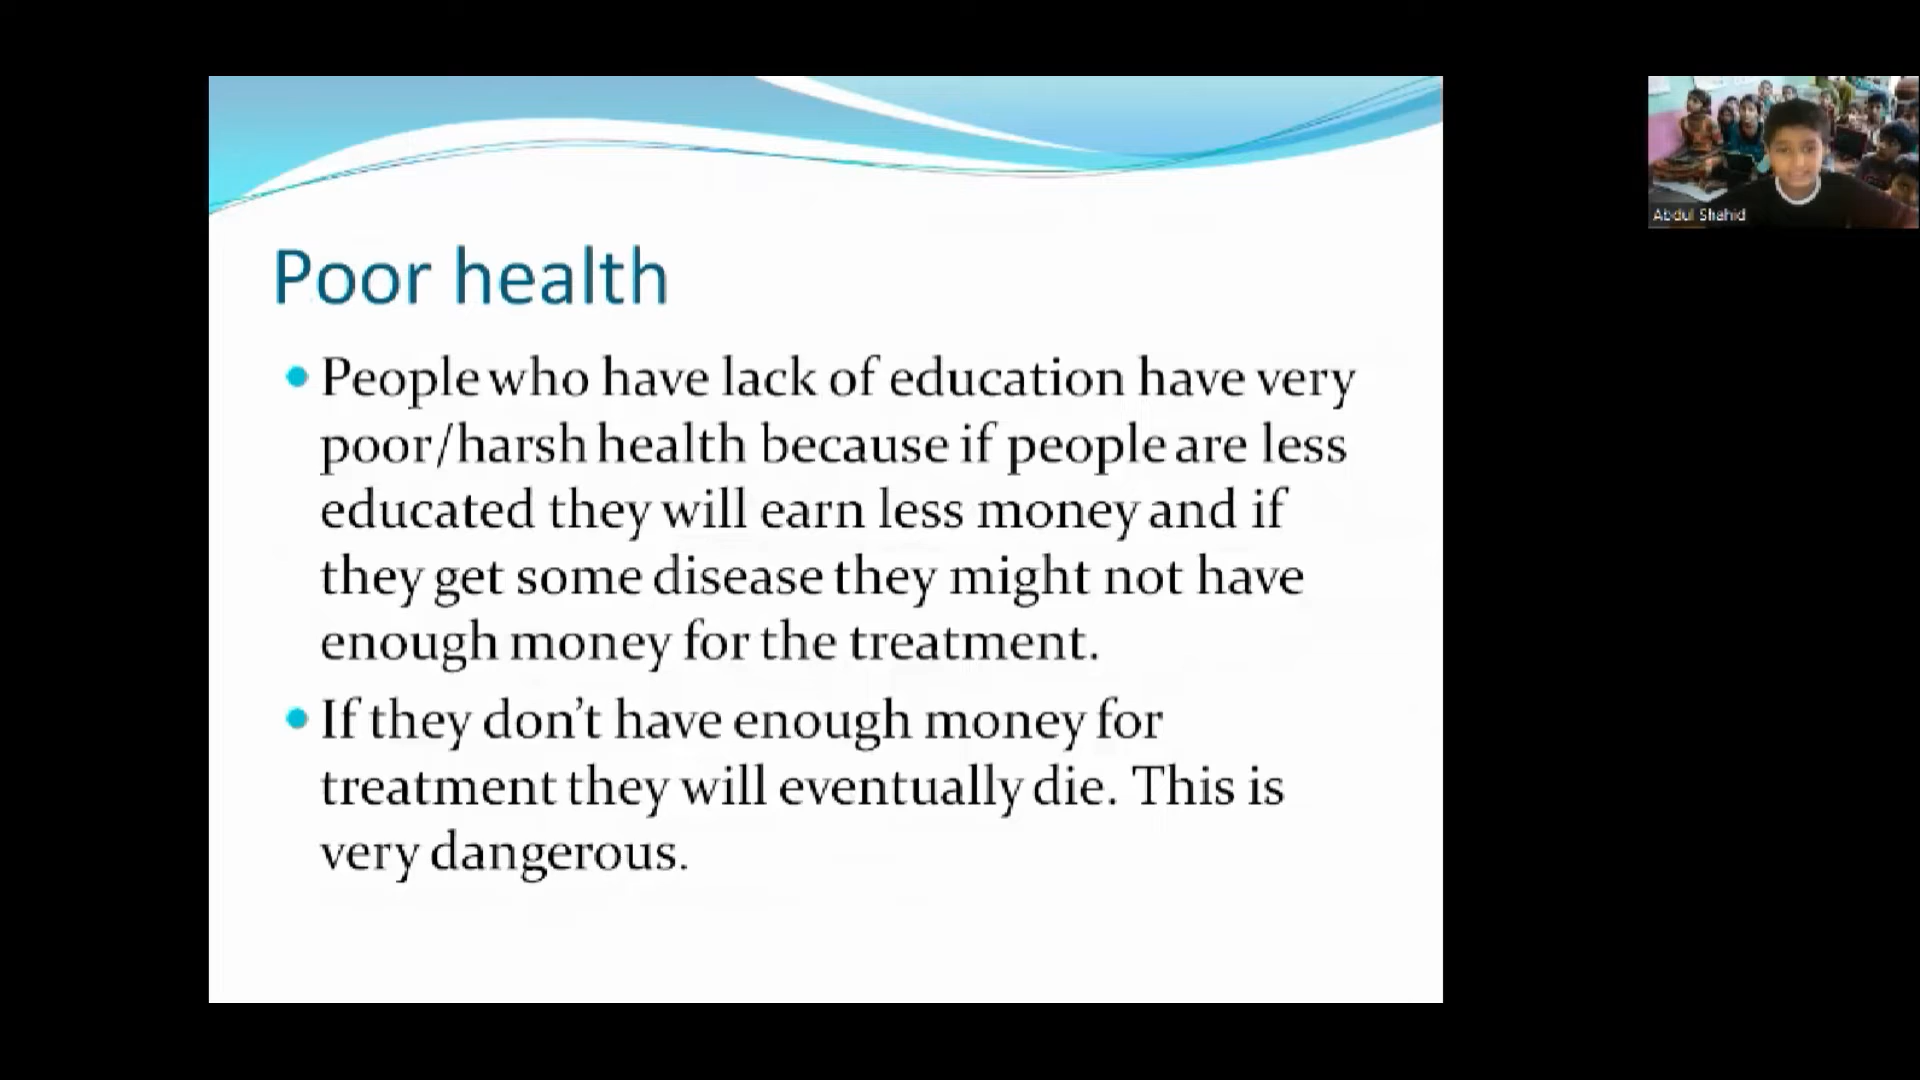 Poor health
People who have lack of education have very
poor/harsh health because if people are less
educated they will earn less money and if
they get some disease they might not have
enough money for the treatment.
If they don't have enough money for
treatment they will eventually die. This is
very dangerous.
Abdul Shahid